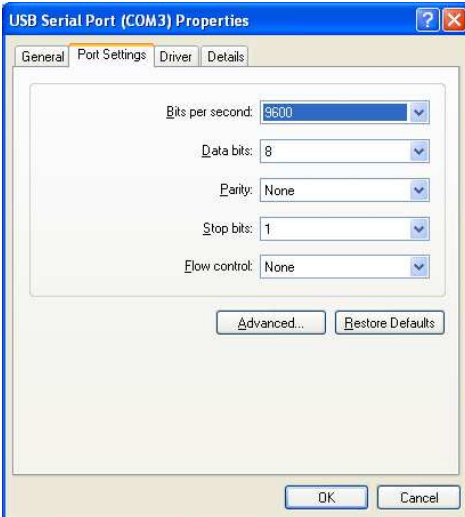 USB Serial Port (COM3) Properties
General Port Settings Driver Details
Bits per second: 9600
Data bits: 8
Parity: None
Stop bits: 1
Flow control: None
Advanced... Restore Defaults
OK Cancel